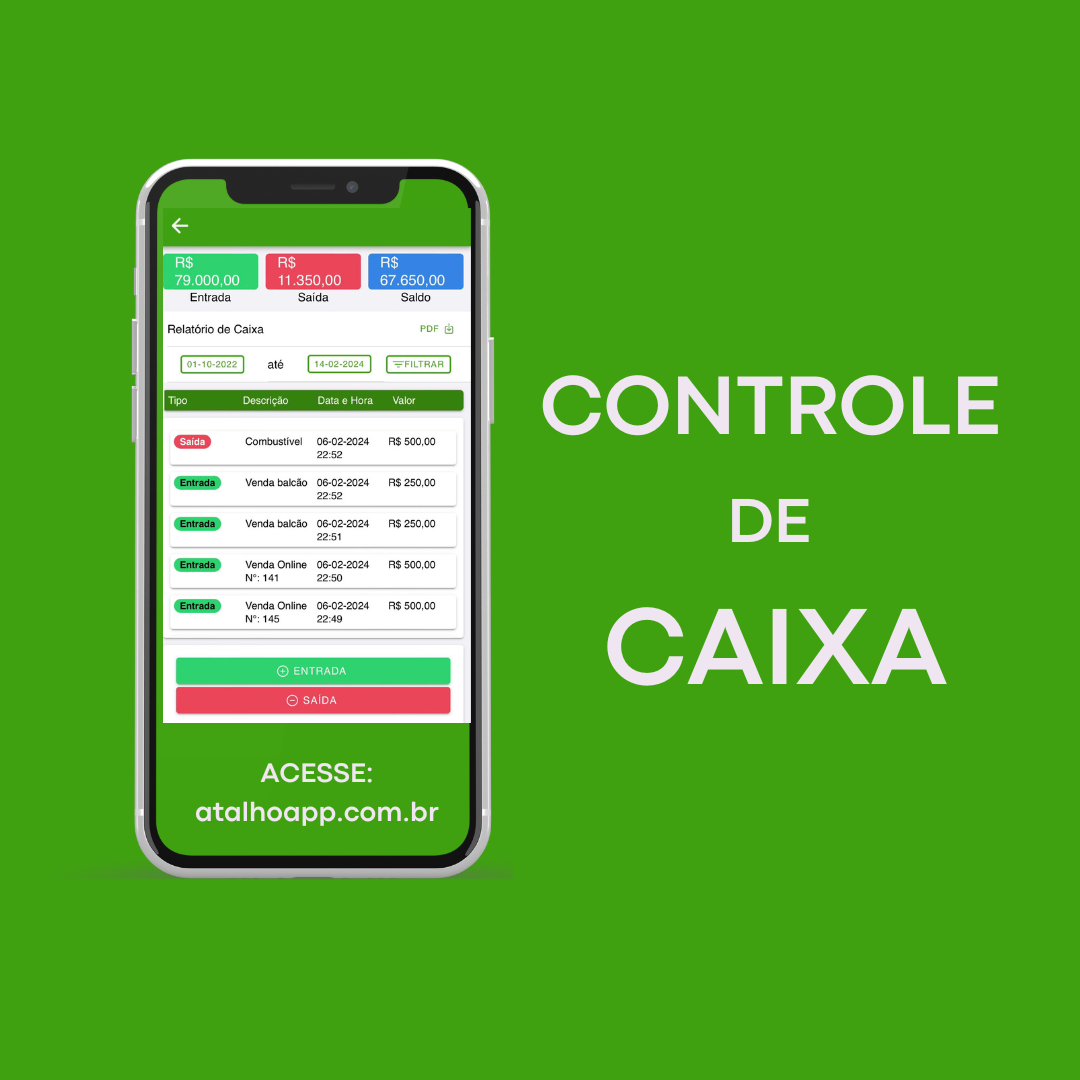 R$
79.000,00
Entrada
R$
11.350,00
Saída
R$
67.650,00
Saldo
Relatório de Caixa PDF
01-10-2022 até 14-02-2024 FILTRAR
Tipo Descrição Data e Hora Valor
Saída Combustível 06-02-2024 R$ 500,00
22:52
Entrada Venda balcão 06-02-2024 R$ 250,00
22:52
Entrada Venda balcão 06-02-2024 R$ 250,00
22:51
Entrada Venda Online 06-02-2024 R$ 500,00
N°: 141 22:50
Entrada Venda Online 06-02-2024 R$ 500,00
N°: 145 22:49
ENTRADA
SAÍDA
ACESSE:
atalhoapp.com.br
CONTROLE
DE
CAIXA